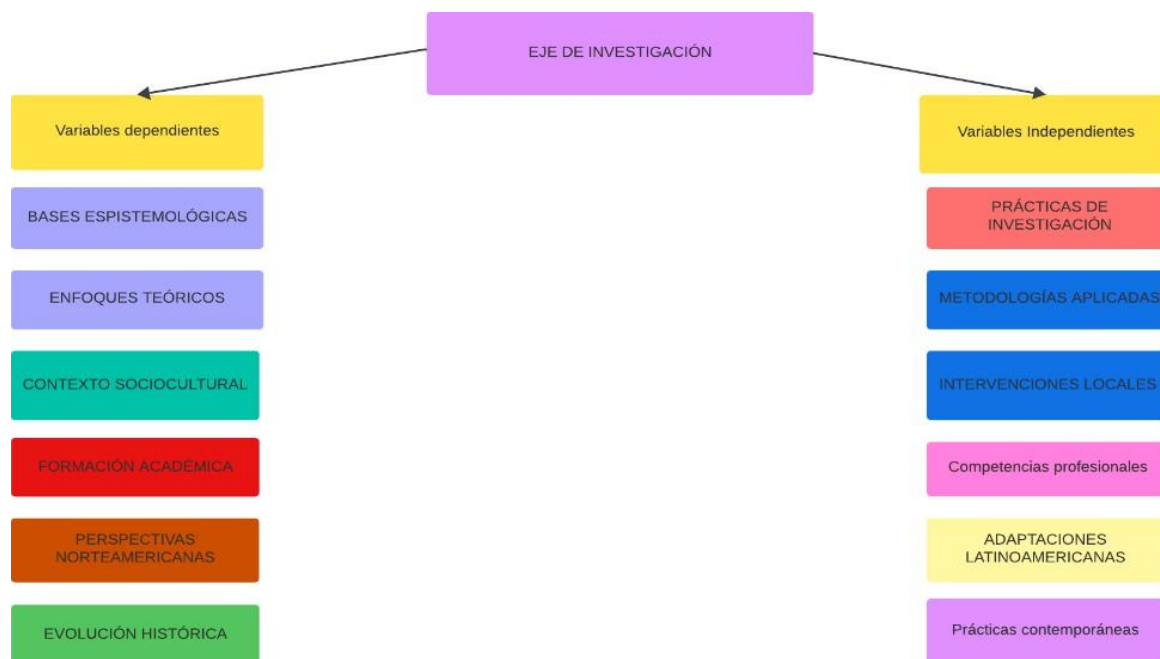 EJE DE INVESTIGACIÓN
Variables dependientes
Variables Independientes
BASES ESPISTEMOLÓGICAS
PRÁCTICAS DE
INVESTIGACIÓN
ENFOQUES TEÓRICOS
METODOLOGÍAS APLICADAS
CONTEXTO SOCIOCULTURAL
INTERVENCIONES LOCALES
FORMACIÓN ACADÉMICA
Competencias profesionales
PERSPECTIVAS
NORTEAMERICANAS
ADAPTACIONES
LATINOAMERICANAS
EVOLUCIÓN HISTÓRICA
Prácticas contemporáneas